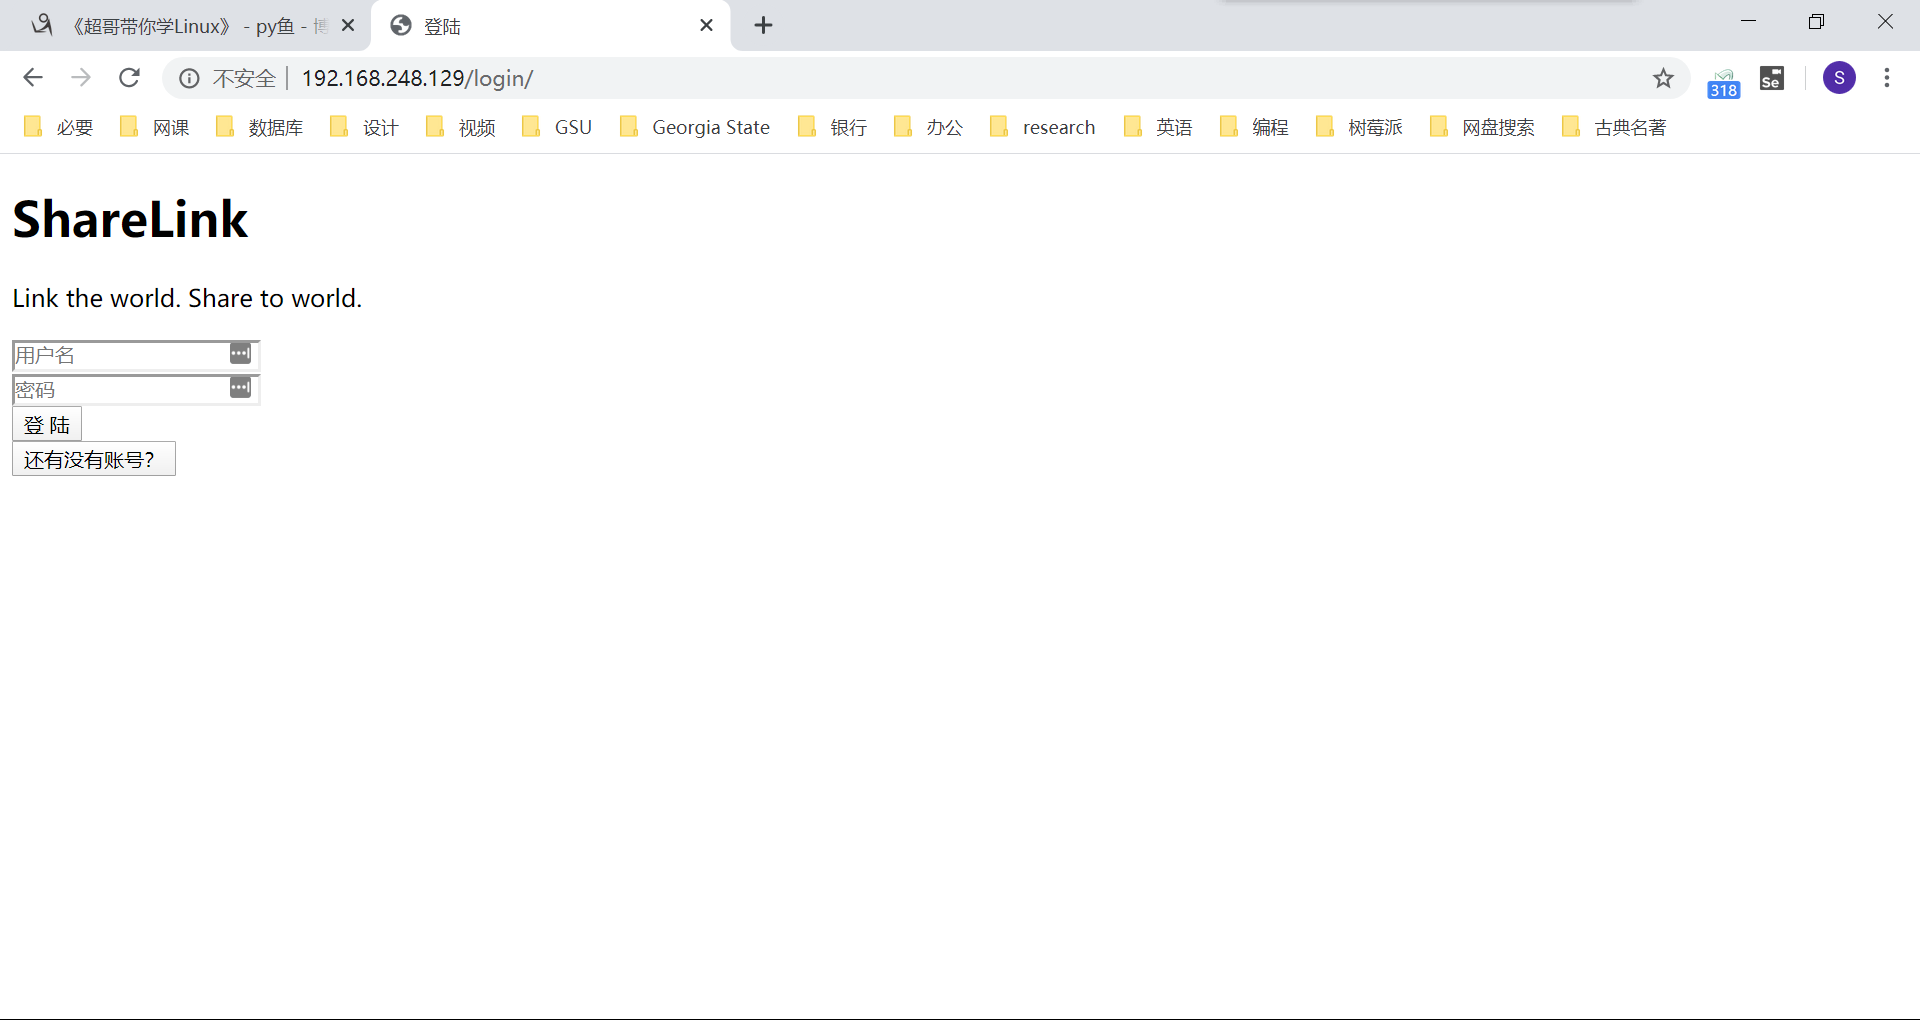 《超哥带你学Linux》 - py鱼 - 博
登陆
不安全 | 192.168.248.129/login/
318
Se
S
必要 网课 数据库 设计 视频 GSU Georgia State 银行 办公 research 英语 编程 树莓派 网盘搜索 古典名著
ShareLink
Link the world. Share to world.
用户名
密码
登 陆
还有没有账号？